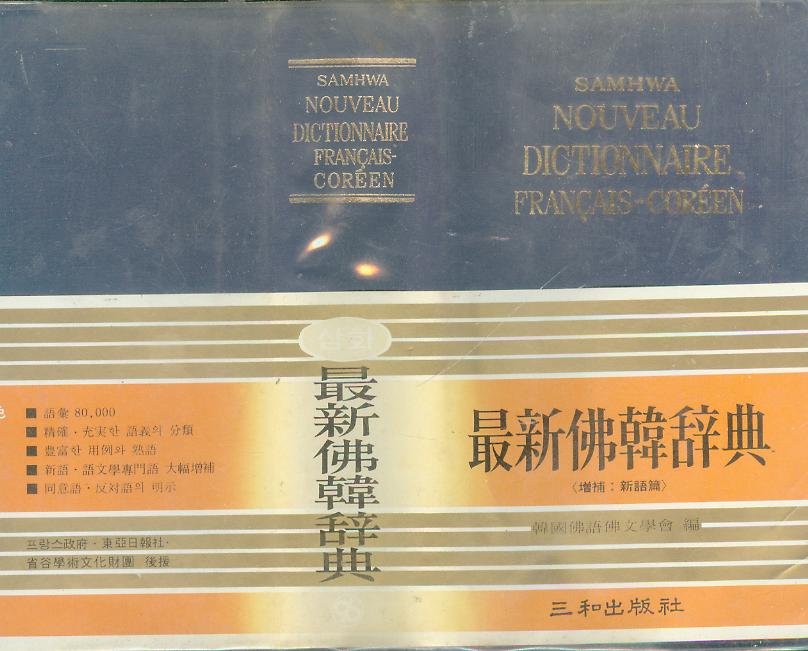 SAMHWA
NOUVEAU
DICTIONNAIRE
FRANÇAIS-
CORÉEN
SAMHWA
NOUVEAU
DICTIONNAIRE
FRANÇAIS-CORÉEN
삼화
最新佛韓辞典
■ 語彙 80,000
■ 精確·充実한 語義의 分類
■ 豊富한 用例와 熟語
■ 新語·語文學專門語 大幅增補
■ 同意語·反対語의 明示
프랑스政府·東亞日報社·
省谷學術文化財團 後援
最新佛韓辞典
〈增補：新語篇〉
韓國佛語佛文學會 編
三和出版社